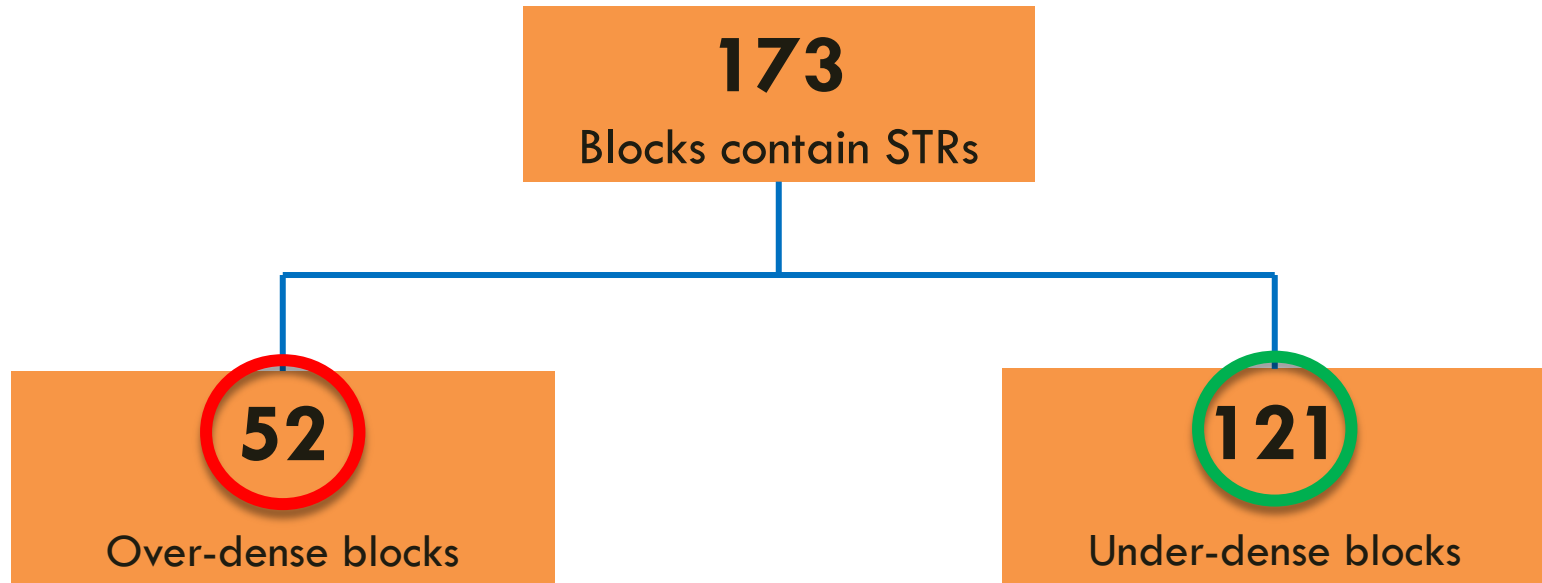 173
Blocks contain STRs
52
Over-dense blocks
121
Under-dense blocks